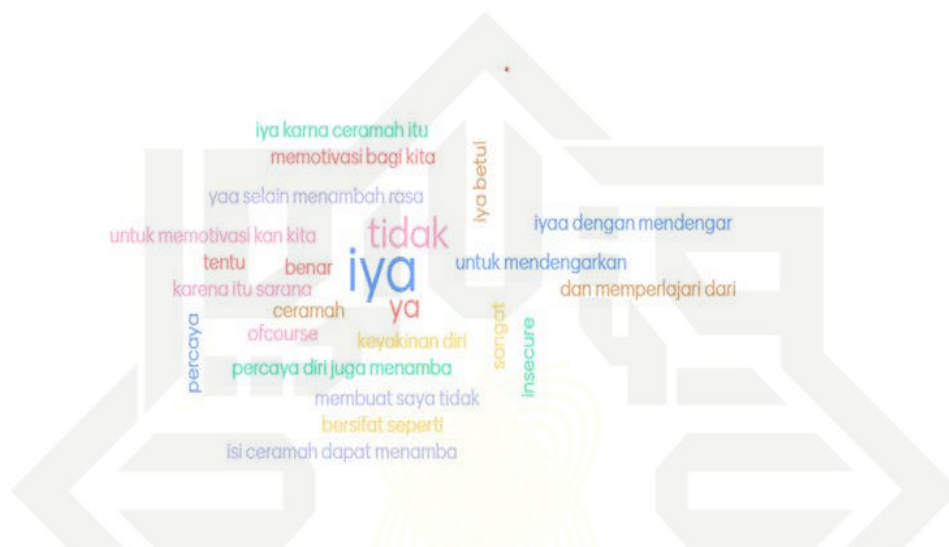 iya karna ceramah itu
memotivasi bagi kita
iya betul
yaa selain menambah rasa
iyaa dengan mendengar
untuk memotivasi kan kita
tidak
tentu
benar
iya
untuk mendengarkan
karena itu sarana
dan memperlajari dari
ceramah
ya
percaya
ofcourse
keyakinan diri
sangat
insecure
percaya diri juga menamba
membuat saya tidak
bersifat seperti
isi ceramah dapat menamba